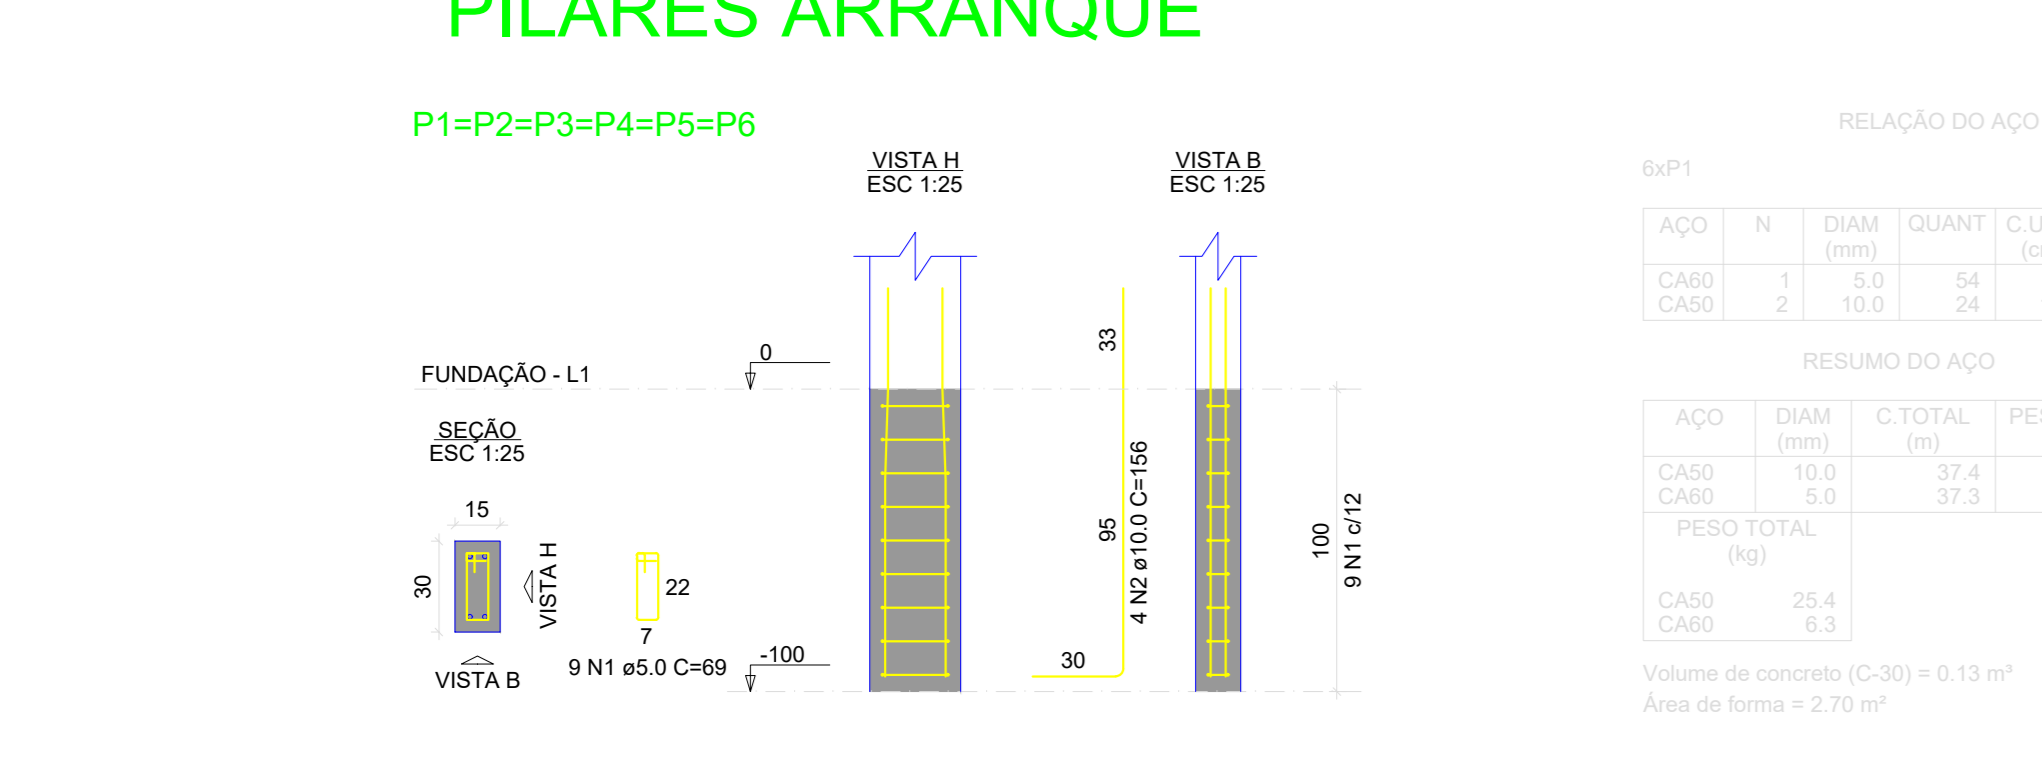 PILARES ARRANQUE
P1=P2=P3=P4=P5=P6
VISTA H
ESC 1:25
VISTA B
ESC 1:25
FUNDAÇÃO - L1
0
-100
SEÇÃO
ESC 1:25
15
30
VISTA H
VISTA B
22
7
9 N1 ø5.0 C=69
33
95
4 N2 ø10.0 C=156
30
100
9 N1 c/12
RELAÇÃO DO AÇO
6xP1
AÇO N DIAM QUANT
(mm)
CA60 1 5.0 54
CA50 2 10.0 24
RESUMO DO AÇO
AÇO DIAM C.TOTAL
(mm) (m)
CA50 10.0 37.4
CA60 5.0 37.3
PESO TOTAL
(kg)
CA50 25.4
CA60 6.3
Volume de concreto (C-30) = 0.13 m³
Área de forma = 2.70 m²